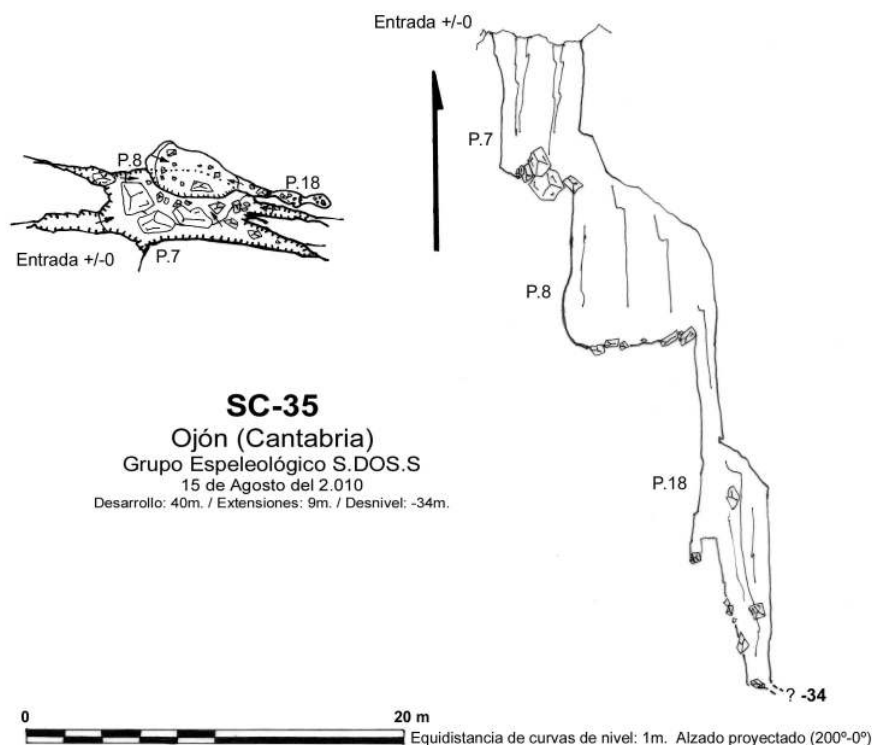 Entrada +/-0
P.7
P.8
P.18
Entrada +/-0
P.7
P.8
P.18
? -34
SC-35
Ojón (Cantabria)
Grupo Espeleológico S.DOS.S
15 de Agosto del 2.010
Desarrollo: 40m. / Extensiones: 9m. / Desnivel: -34m.
0
20 m
Equidistancia de curvas de nivel: 1m. Alzado proyectado (200º-0º)